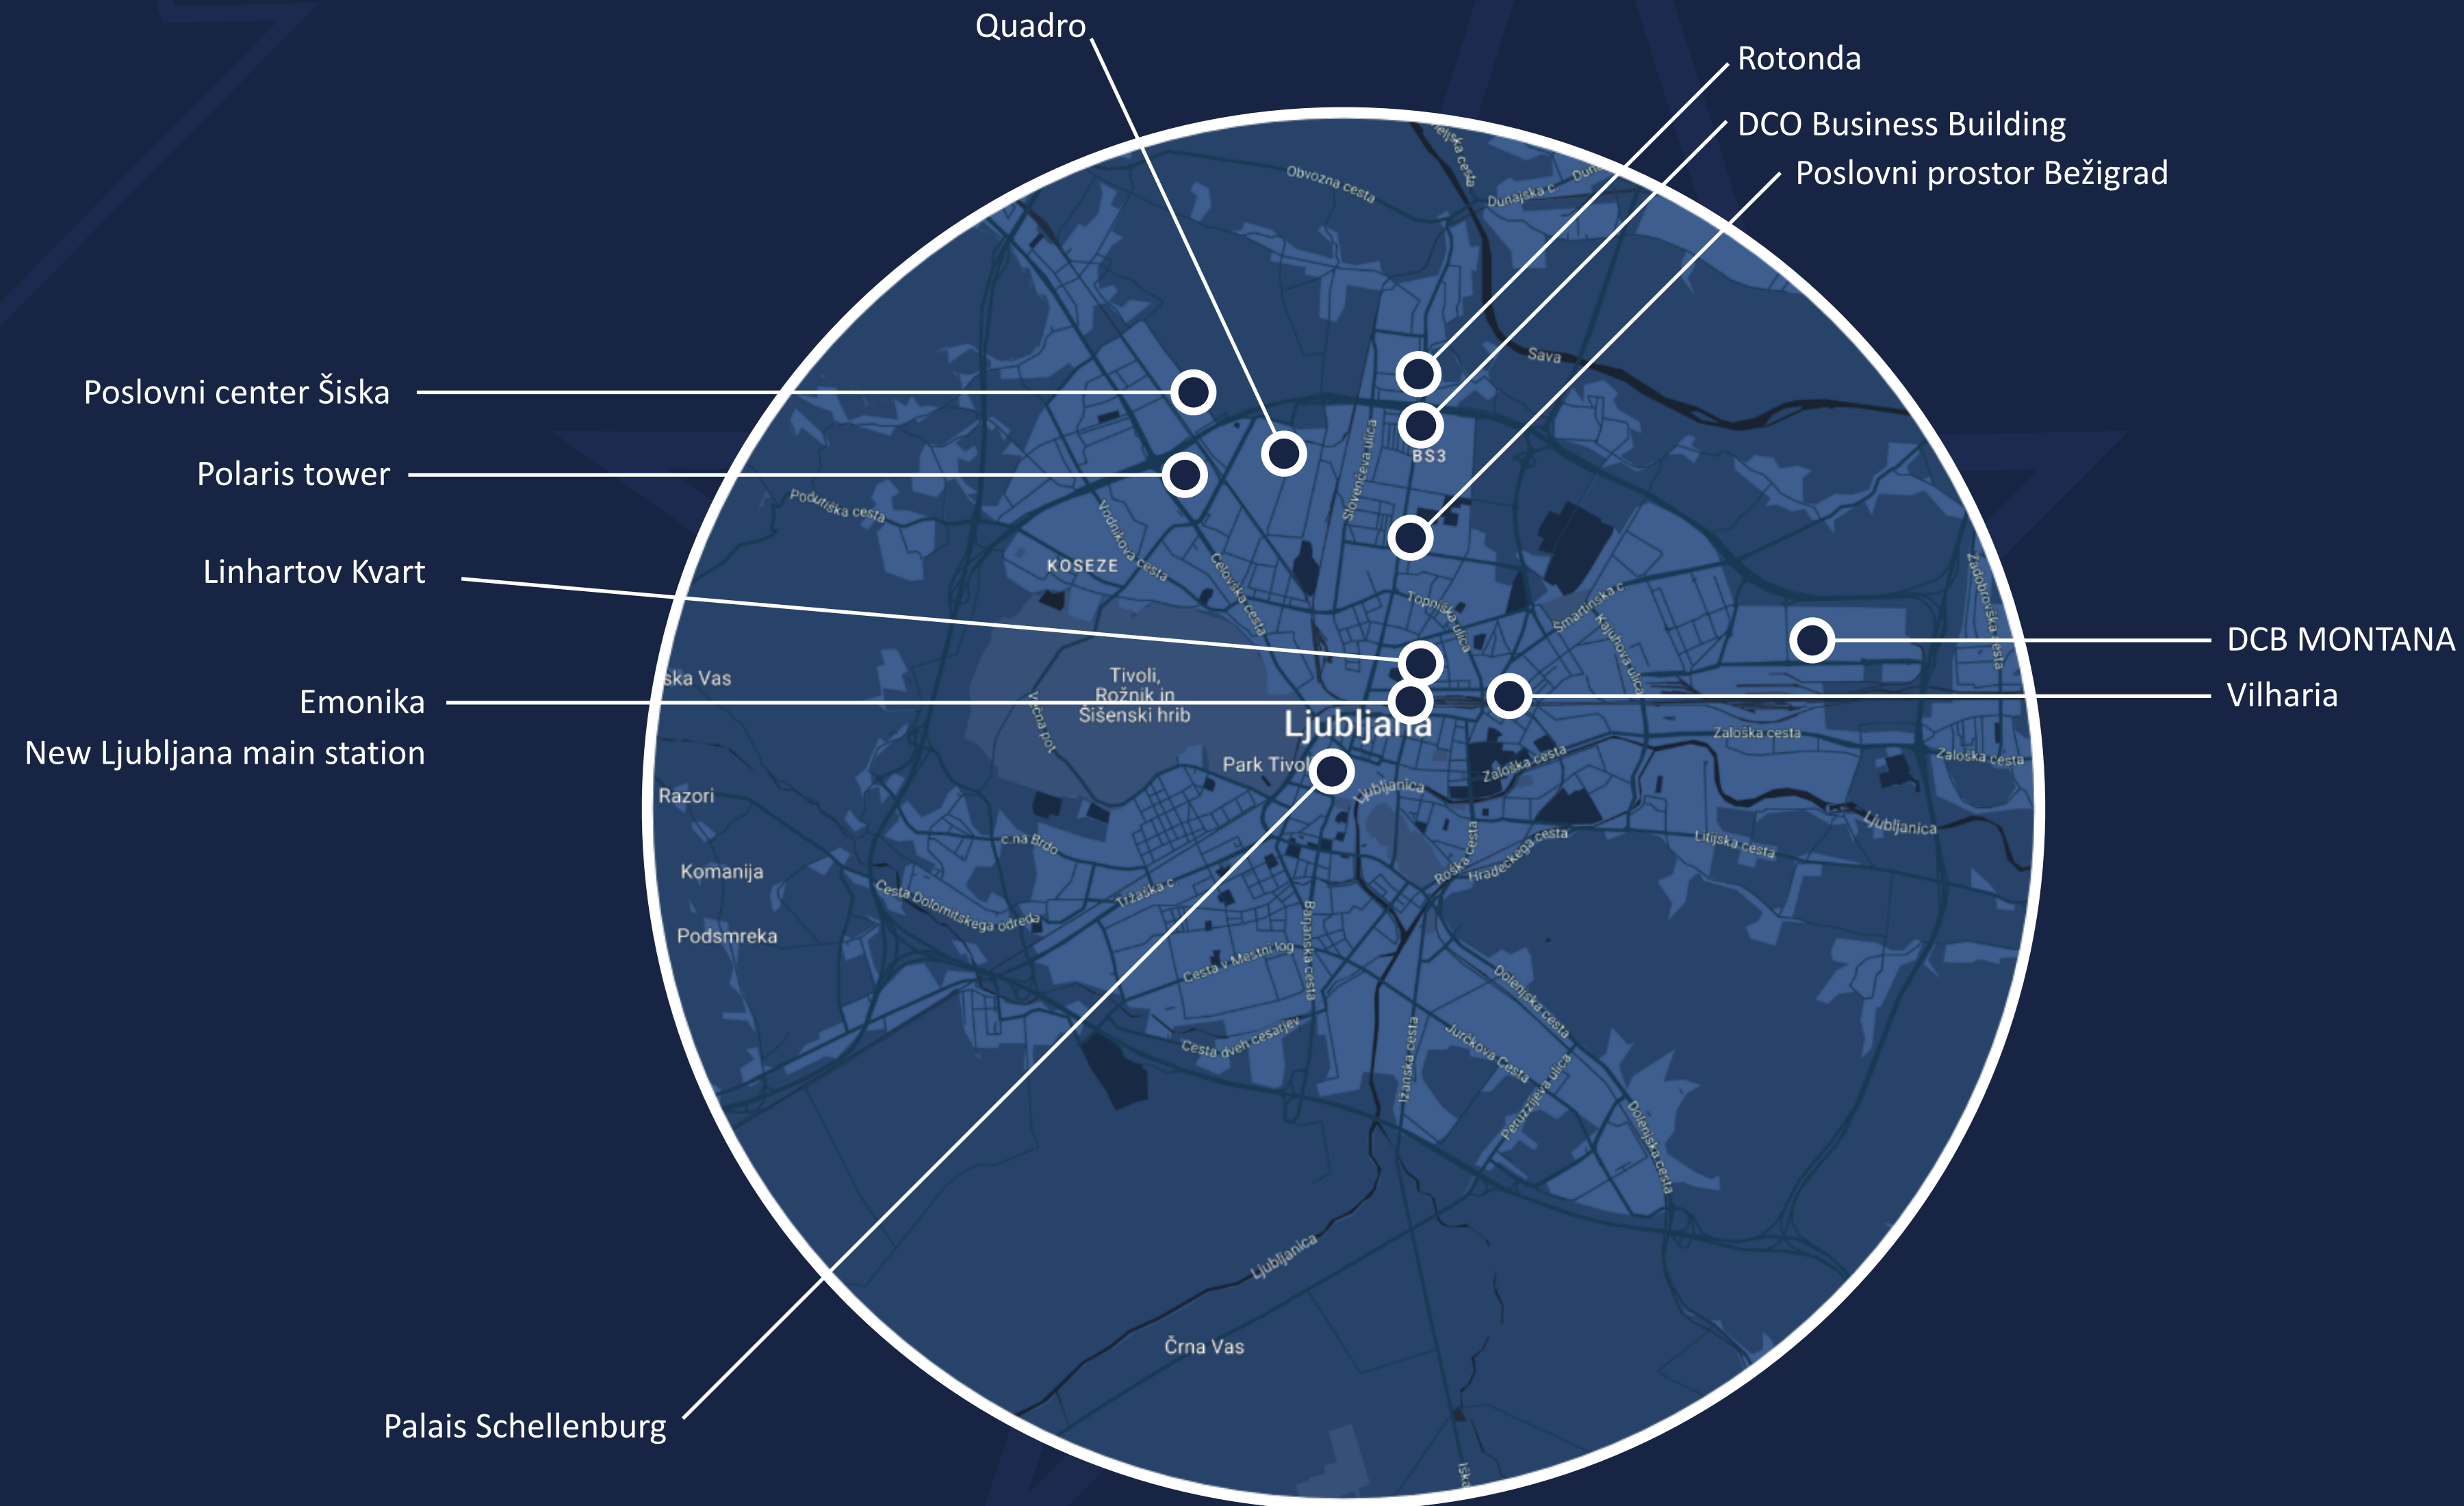 Quadro
Rotonda
DCO Business Building
Poslovni prostor Bežigrad
Poslovni center Šiska
Polaris tower
Linhartov Kvart
Emonika
New Ljubljana main station
Palais Schellenburg
DCB MONTANA
Vilharia
Obvozna cesta
Dunajska c.
Sava
BS3
Slovenčeva ulica
Podutiška cesta
Vodnikova cesta
KOSEZE
Celovška cesta
Topniška ulica
Šmartinska c.
Kajuhova ulica
Zadobrovška cesta
ska Vas
Večna pot
Tivoli,
Rožnik in
Šišenski hrib
Ljubljana
Park Tivol
Zaloška cesta
Zaloška cesta
Zaloška cesta
Ljubljanica
Ljubljanica
Razori
c.na Brdo
Litijska cesta
Roška cesta
Hradeckega cesta
Komanija
Cesta Dolomitskega odreda
Tržaška c.
Podsmreka
Barjanska cesta
Cesta v Mestni log
Dolenjska cesta
Cesta dveh cesarjev
Ižanska cesta
Jurčkova Cesta
Peruzzijeva ulica
Dolenjska cesta
Ljubljanica
Črna Vas